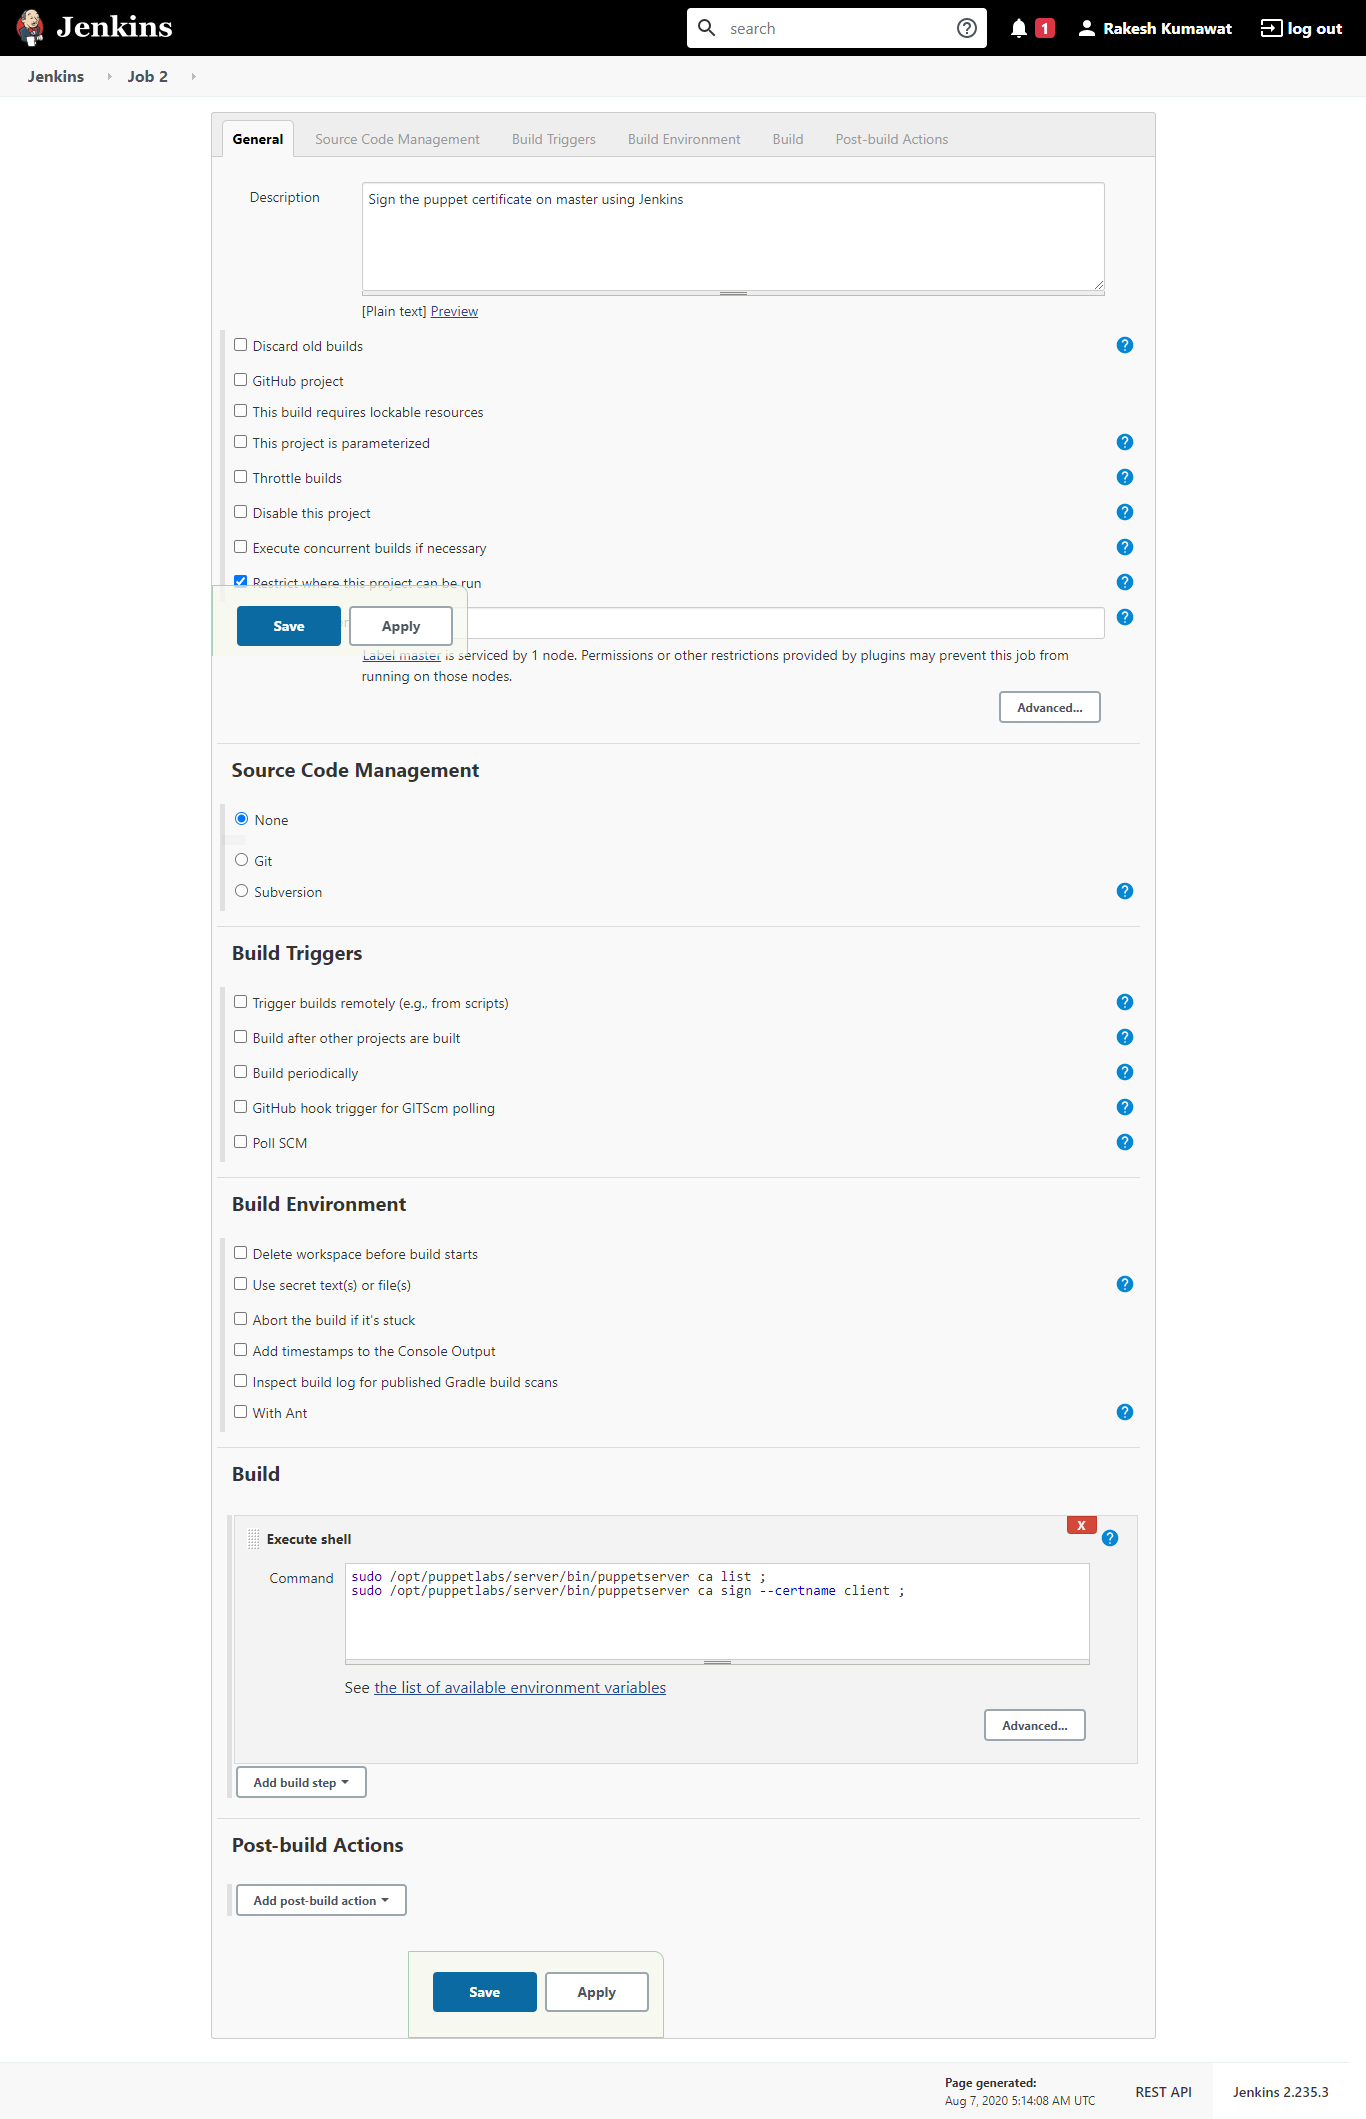 Jenkins
search
1
Rakesh Kumawat
log out
Jenkins
Job 2
General
Source Code Management
Build Triggers
Build Environment
Build
Post-build Actions
Description
Sign the puppet certificate on master using Jenkins
[Plain text] Preview
Discard old builds
GitHub project
This build requires lockable resources
This project is parameterized
Throttle builds
Disable this project
Execute concurrent builds if necessary
Restrict where this project can be run
Save
Apply
Label master is serviced by 1 node. Permissions or other restrictions provided by plugins may prevent this job from
running on those nodes.
Advanced...
Source Code Management
None
Git
Subversion
Build Triggers
Trigger builds remotely (e.g., from scripts)
Build after other projects are built
Build periodically
GitHub hook trigger for GITScm polling
Poll SCM
Build Environment
Delete workspace before build starts
Use secret text(s) or file(s)
Abort the build if it's stuck
Add timestamps to the Console Output
Inspect build log for published Gradle build scans
With Ant
Build
X
Execute shell
Command
sudo /opt/puppetlabs/server/bin/puppetserver ca list ;
sudo /opt/puppetlabs/server/bin/puppetserver ca sign --certname client ;
See the list of available environment variables
Advanced...
Add build step
Post-build Actions
Add post-build action
Save
Apply
Page generated:
Aug 7, 2020 5:14:08 AM UTC
REST API
Jenkins 2.235.3